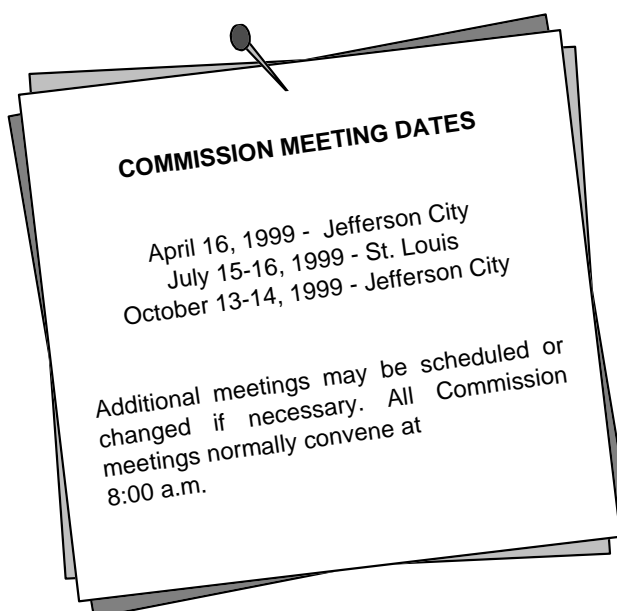 COMMISSION MEETING DATES
April 16, 1999 - Jefferson City
July 15-16, 1999 - St. Louis
October 13-14, 1999 - Jefferson City
Additional meetings may be scheduled or
changed if necessary. All Commission
meetings normally convene at
8:00 a.m.